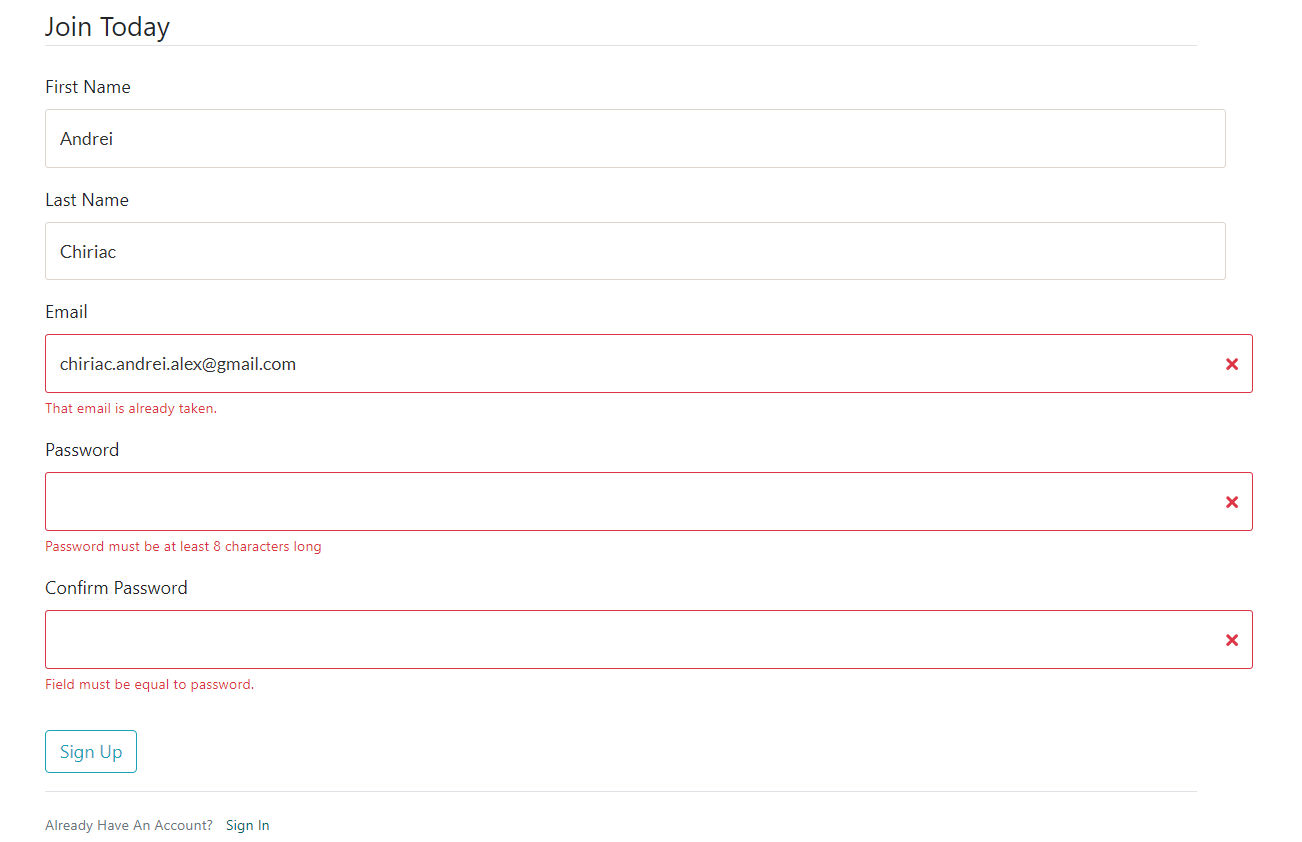 Join Today
First Name
Andrei
Last Name
Chiriac
Email
chiriac.andrei.alex@gmail.com
That email is already taken.
Password
Password must be at least 8 characters long
Confirm Password
Field must be equal to password.
Sign Up
Already Have An Account? Sign In